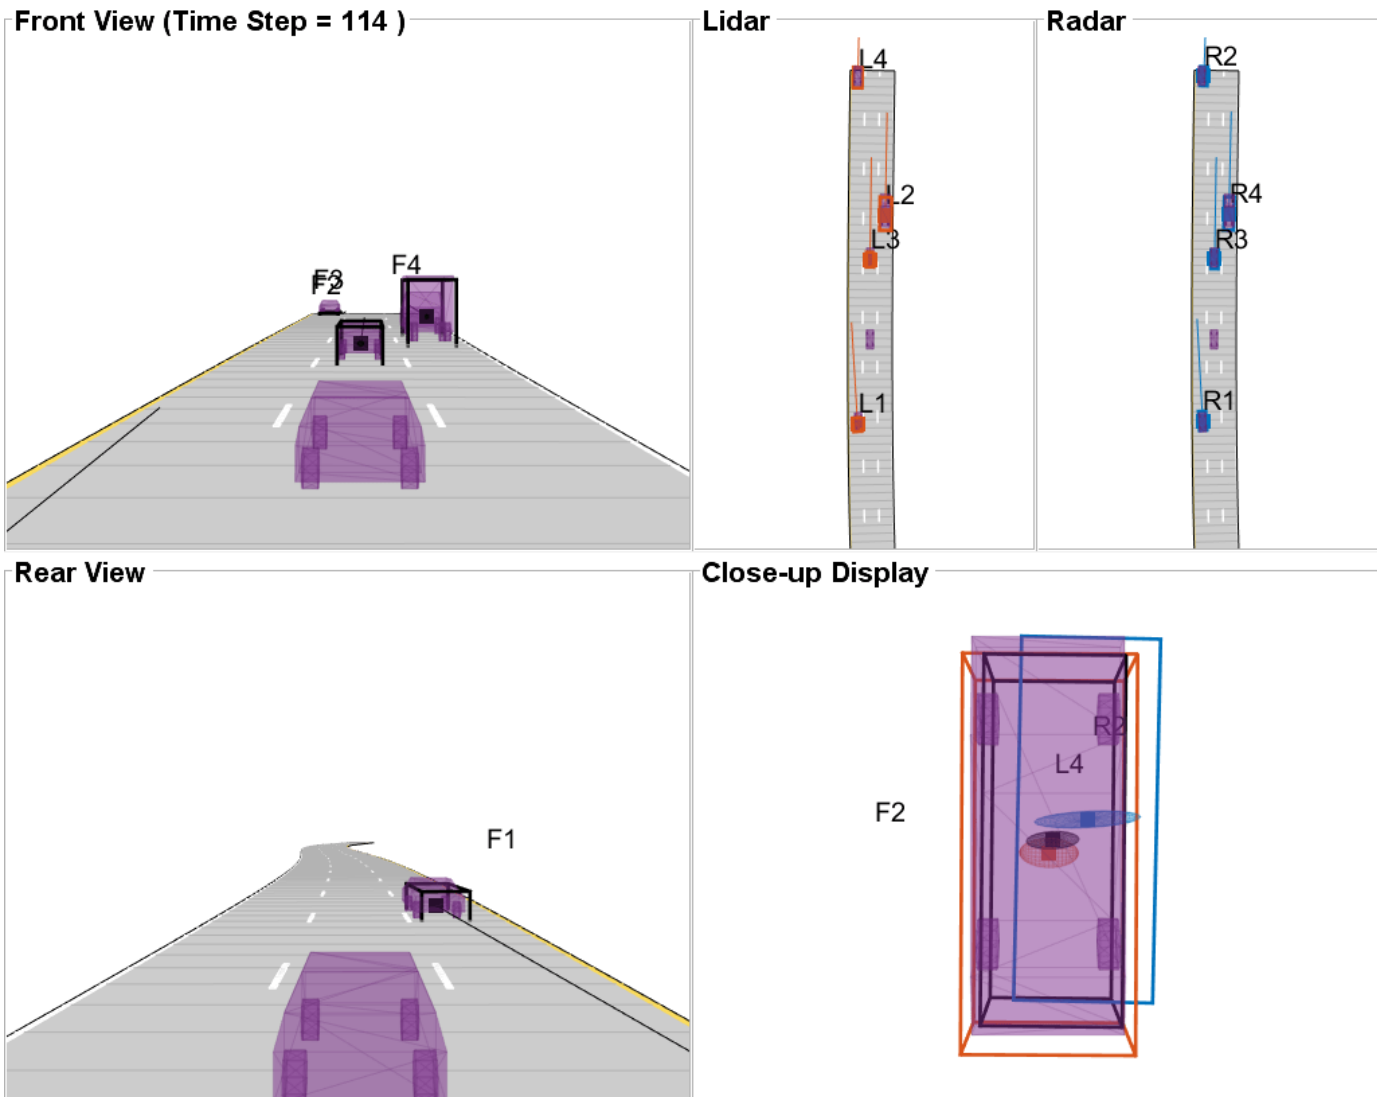 Front View (Time Step = 114 )
F2
F4
Lidar
L4
L2
L3
L1
Radar
R2
R4
R3
R1
Rear View
F1
Close-up Display
R2
L4
F2